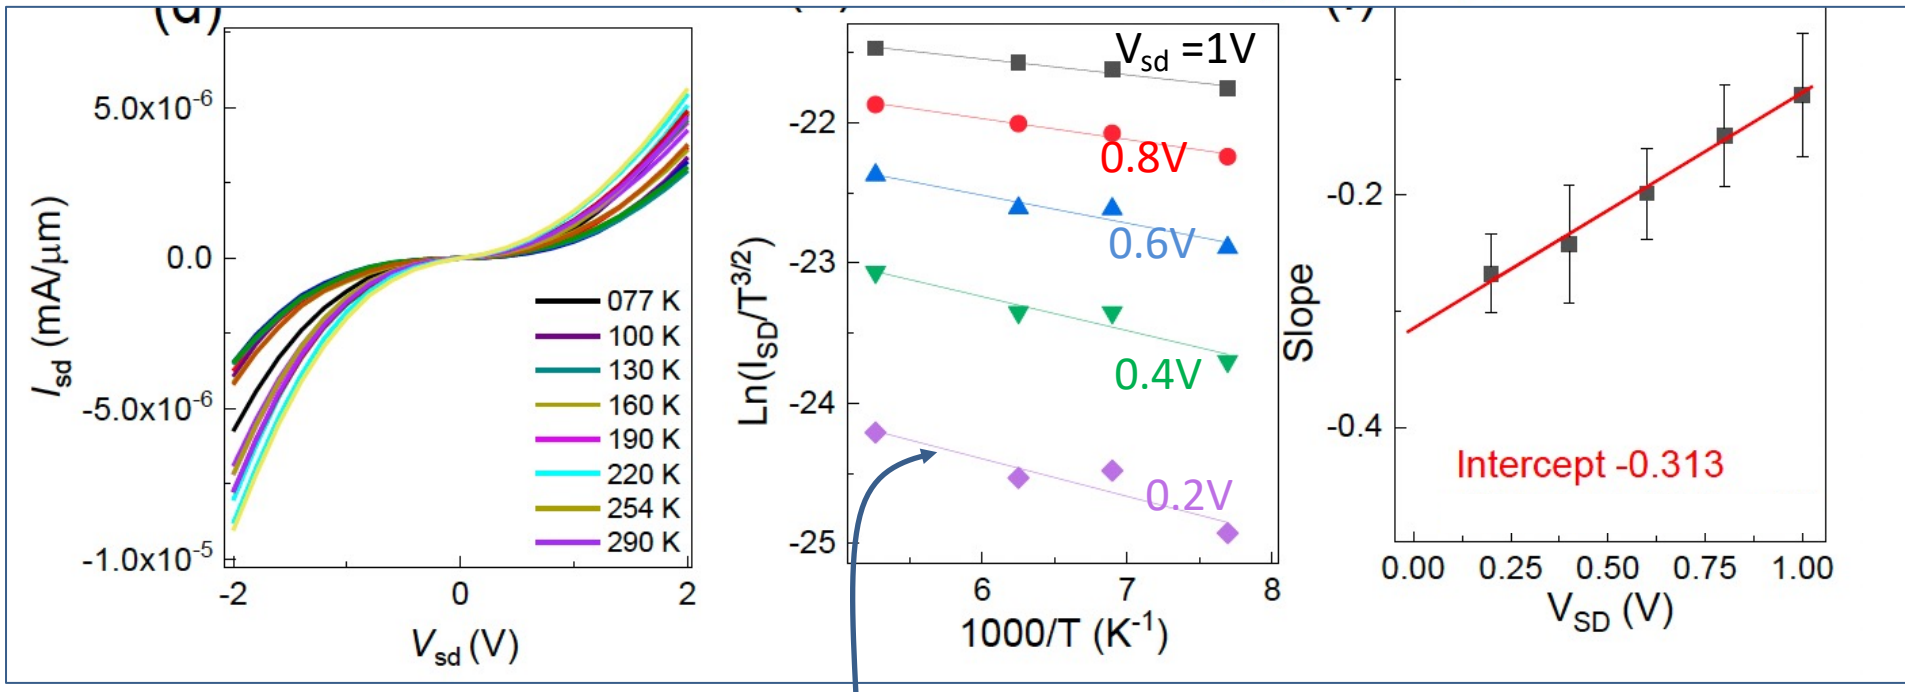 (d)
5.0x10⁻⁶
0.0
-5.0x10⁻⁶
-1.0x10⁻⁵
-2
0
2
I_sd (mA/µm)
V_sd (V)
077 K
100 K
130 K
160 K
190 K
220 K
254 K
290 K
V_sd =1V
0.8V
0.6V
0.4V
0.2V
-22
-23
-24
-25
6
7
8
Ln(I_SD/T^3/2)
1000/T (K⁻¹)
-0.2
-0.4
Slope
Intercept -0.313
0.00 0.25 0.50 0.75 1.00
V_SD (V)